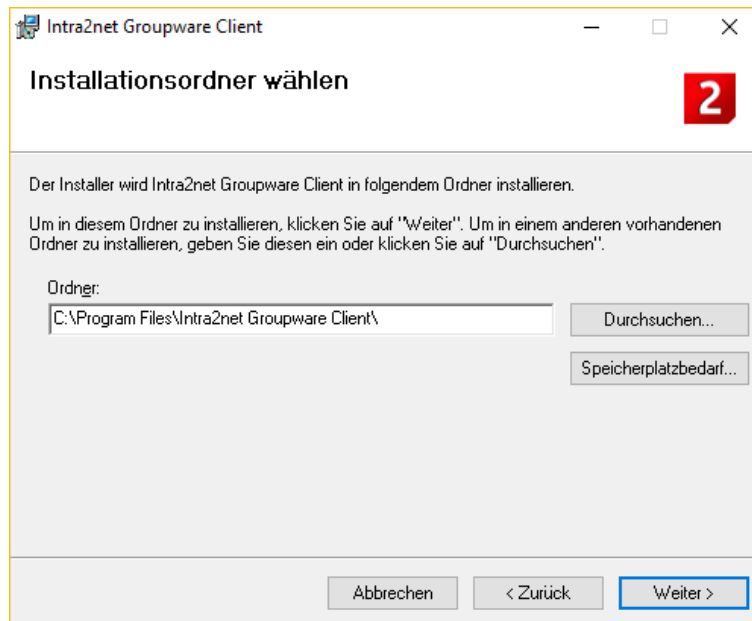 Intra2net Groupware Client
Installationsordner wählen
2
Der Installer wird Intra2net Groupware Client in folgendem Ordner installieren.
Um in diesem Ordner zu installieren, klicken Sie auf "Weiter". Um in einem anderen vorhandenen
Ordner zu installieren, geben Sie diesen ein oder klicken Sie auf "Durchsuchen".
Ordner:
C:\Program Files\Intra2net Groupware Client\
Durchsuchen...
Speicherplatzbedarf...
Abbrechen
< Zurück
Weiter >